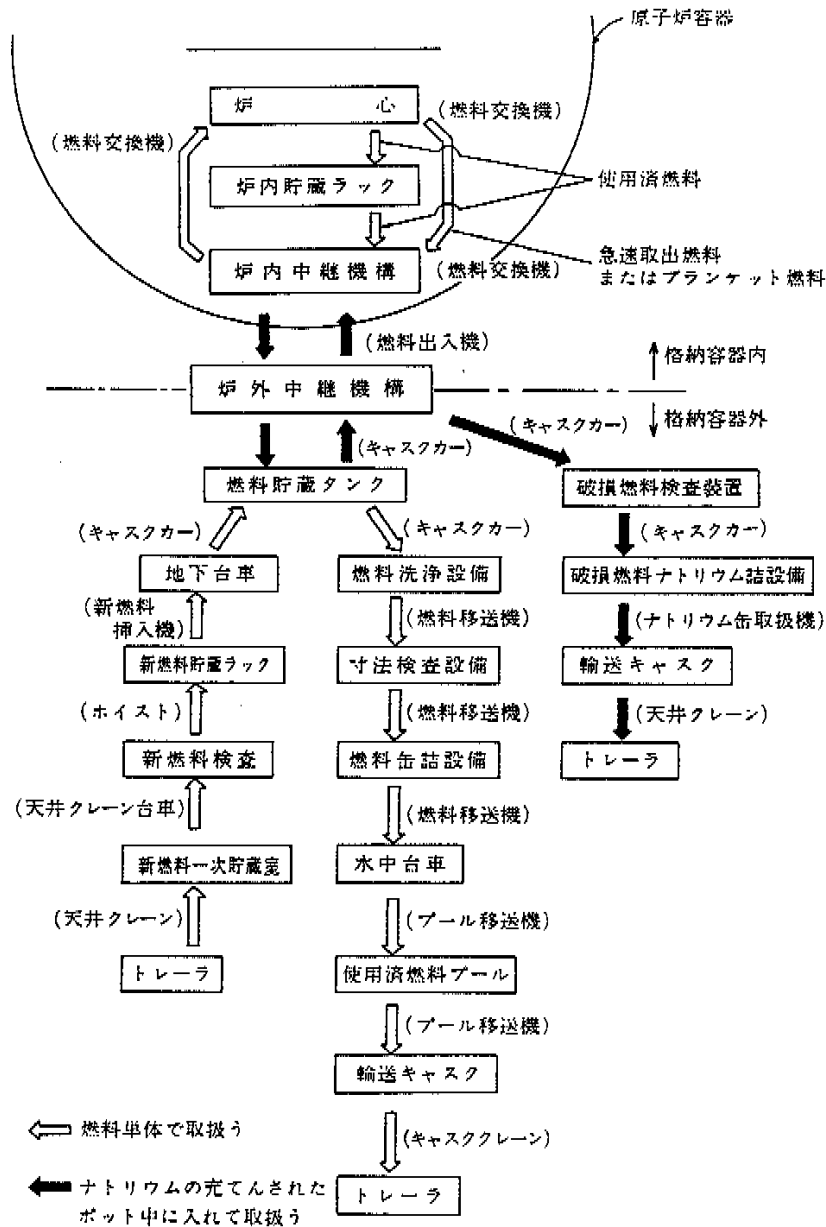 原子炉容器
炉心
(燃料交換機)
(燃料交換機)
炉内貯蔵ラック
使用済燃料
炉内中継機構
(燃料交換機)
急速取出燃料
またはブランケット燃料
(燃料出入機)
格納容器内
炉外中継機構
格納容器外
(キャスクカー)
(キャスクカー)
燃料貯蔵タンク
破損燃料検査装置
(キャスクカー)
(キャスクカー)
(キャスクカー)
地下台車
燃料洗浄設備
破損燃料ナトリウム詰設備
(新燃料
挿入機)
(燃料移送機)
(ナトリウム缶取扱機)
新燃料貯蔵ラック
寸法検査設備
輸送キャスク
(ホイスト)
(燃料移送機)
(天井クレーン)
新燃料検査
燃料缶詰設備
トレーラ
(天井クレーン台車)
(燃料移送機)
新燃料一次貯蔵室
水中台車
(天井クレーン)
(プール移送機)
トレーラ
使用済燃料プール
(プール移送機)
輸送キャスク
燃料単体で取扱う
(キャスククレーン)
ナトリウムの充てんされた
ポット中に入れて取扱う
トレーラ